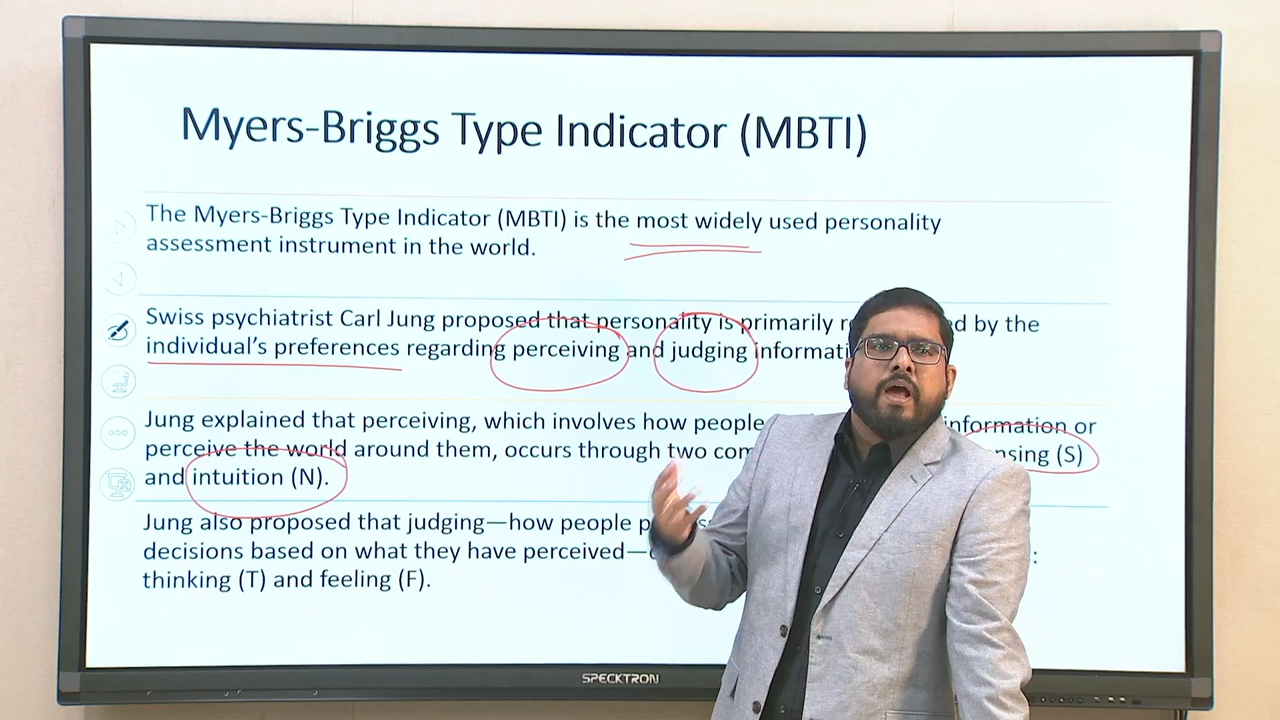 Myers-Briggs Type Indicator (MBTI)
The Myers-Briggs Type Indicator (MBTI) is the most widely used personality
assessment instrument in the world.
Swiss psychiatrist Carl Jung proposed that personality is primarily by the
individual's preferences regarding perceiving and judging
Jung explained that perceiving, which involves how people information or
perceive the world around them, occurs through two (S)
and intuition (N).
Jung also proposed that judging—how people
decisions based on what they have perceived—
thinking (T) and feeling (F).
SPECKTRON